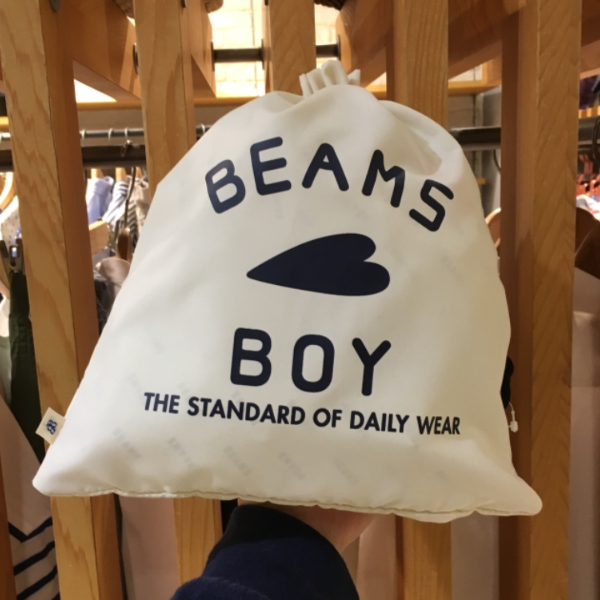 BEAMS
BOY
THE STANDARD OF DAILY WEAR